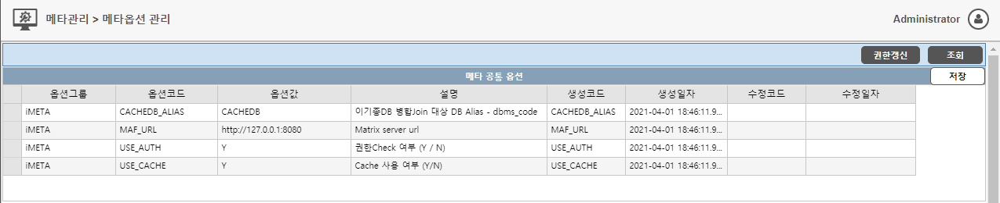 메타관리 > 메타옵션 관리
Administrator
권한갱신 조회
메타 공통 옵션 저장
옵션그룹 옵션코드 옵션값 설명 생성코드 생성일자 수정코드 수정일자
iMETA CACHEDB_ALIAS CACHEDB 이기종DB 병합Join 대상 DB Alias - dbms_code CACHEDB_ALIAS 2021-04-01 18:46:11.9...
iMETA MAF_URL http://127.0.0.1:8080 Matrix server url MAF_URL 2021-04-01 18:46:11.9...
iMETA USE_AUTH Y 권한Check 여부 (Y / N) USE_AUTH 2021-04-01 18:46:11.9...
iMETA USE_CACHE Y Cache 사용 여부 (Y/N) USE_CACHE 2021-04-01 18:46:11.9...